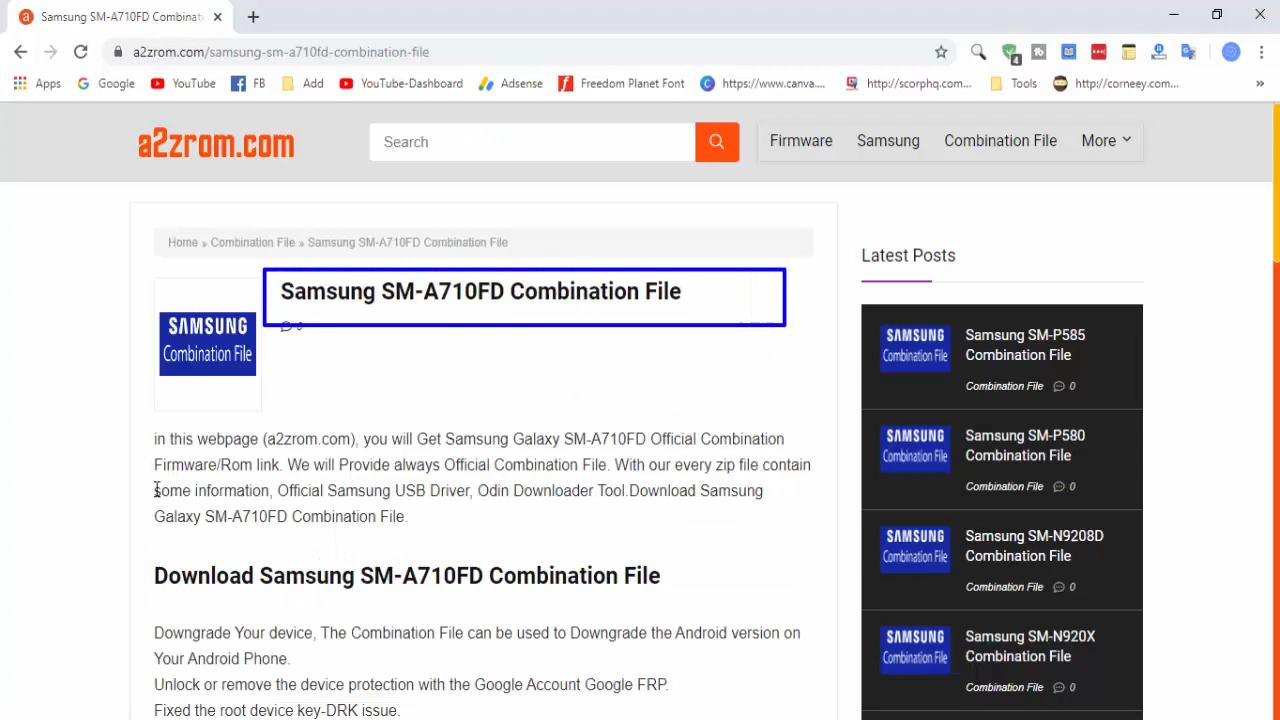 Samsung SM-A710FD Combinat
a2zrom.com/samsung-sm-a710fd-combination-file
4
Apps Google YouTube FB Add YouTube-Dashboard Adsense Freedom Planet Font https://www.canva.... http://scorphq.com... Tools http://corneey.com... »
a2zrom.com Search Firmware Samsung Combination File More
Home » Combination File » Samsung SM-A710FD Combination File
Samsung SM-A710FD Combination File
SAMSUNG
Combination File
in this webpage (a2zrom.com), you will Get Samsung Galaxy SM-A710FD Official Combination
Firmware/Rom link. We will Provide always Official Combination File. With our every zip file contain
some information, Official Samsung USB Driver, Odin Downloader Tool.Download Samsung
Galaxy SM-A710FD Combination File.
Download Samsung SM-A710FD Combination File
Downgrade Your device, The Combination File can be used to Downgrade the Android version on
Your Android Phone.
Unlock or remove the device protection with the Google Account Google FRP.
Fixed the root device key-DRK issue.
Latest Posts
SAMSUNG
Combination File
Samsung SM-P585
Combination File
Combination File 0
SAMSUNG
Combination File
Samsung SM-P580
Combination File
Combination File 0
SAMSUNG
Combination File
Samsung SM-N9208D
Combination File
Combination File 0
SAMSUNG
Combination File
Samsung SM-N920X
Combination File
Combination File 0